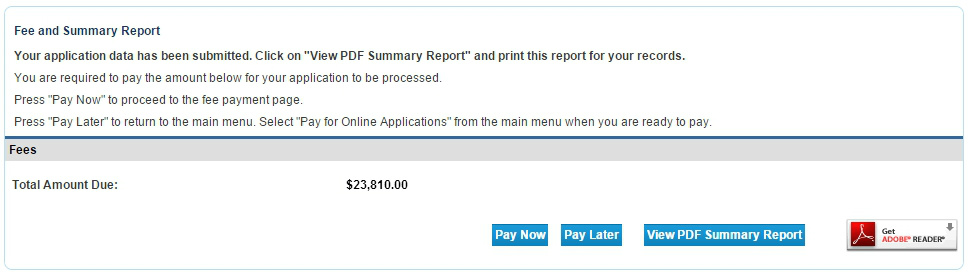 Fee and Summary Report
Your application data has been submitted. Click on "View PDF Summary Report" and print this report for your records.
You are required to pay the amount below for your application to be processed.
Press "Pay Now" to proceed to the fee payment page.
Press "Pay Later" to return to the main menu. Select "Pay for Online Applications" from the main menu when you are ready to pay.
Fees
Total Amount Due: $23,810.00
Pay Now Pay Later View PDF Summary Report Get
ADOBE® READER®